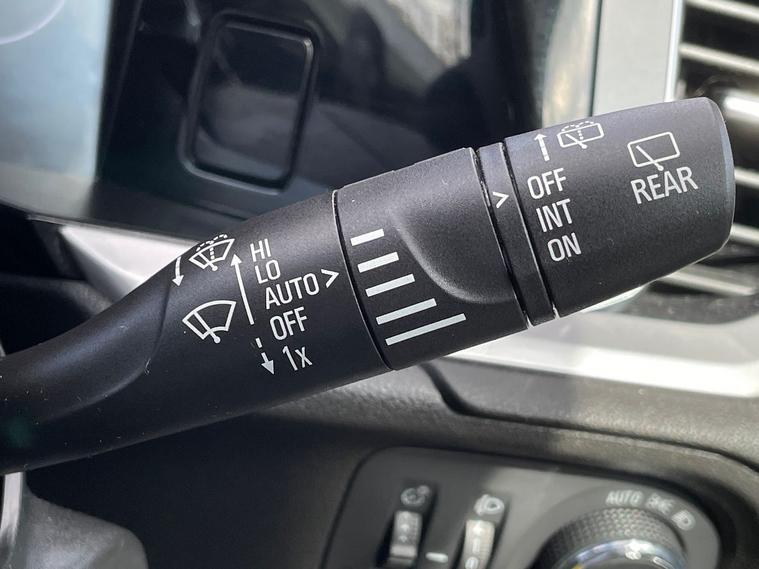 HI
LO
AUTO
OFF
1x
OFF
INT
ON
REAR
AUTO